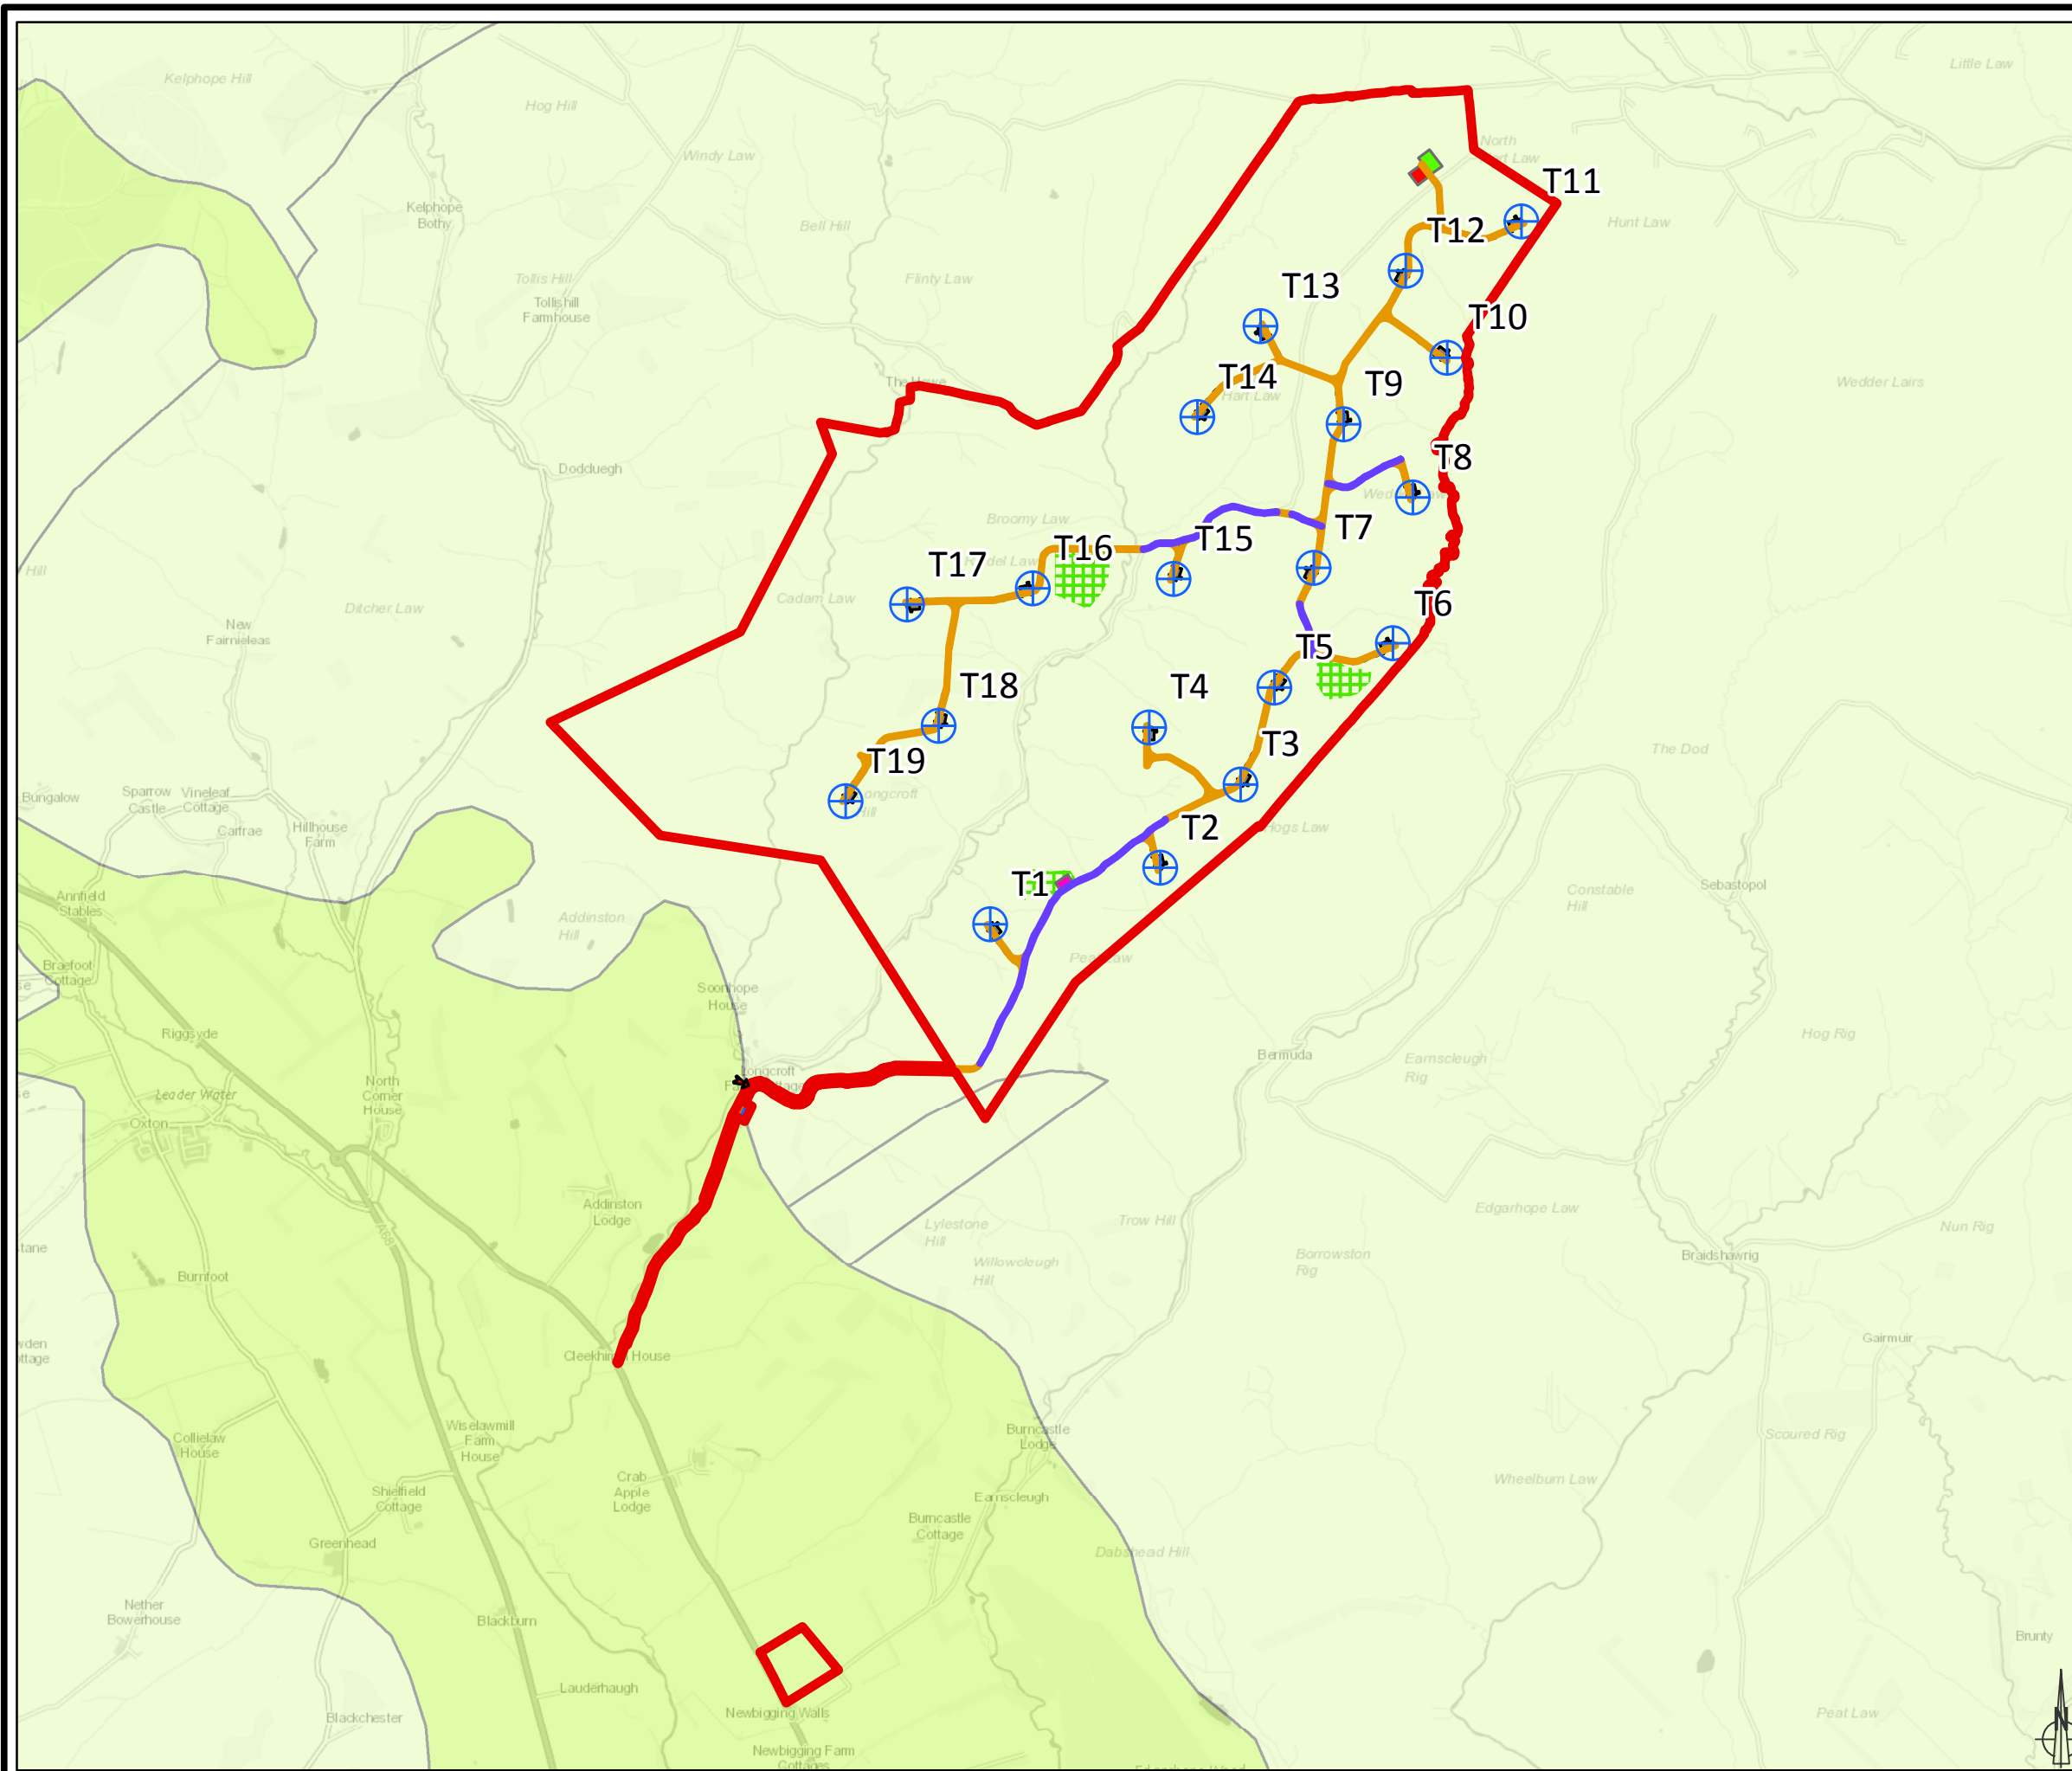 Kelphope Hill
Little Law
Hog Hill
Windy Law
North
T11
Kelphope
Bothy
Bell Hill
Hunt Law
T12
Tollis Hill
Flinty Law
T13
Tollishill
Farmhouse
T10
The Howe
T14
T9
Wedder Lairs
Hart Law
Doddleugh
T8
Broomy Law
T7
T15
T16
T17
Hill
Cadam Law
Ditcher Law
T6
New
Fairnieleas
T5
T18
T4
T3
The Dod
T19
Bungalow
Sparrow
Castle
Vineleaf
Cottage
Longcroft
Hill
Carfrae
Hillhouse
Farm
T2
Hogs Law
T1
Annfield
Stables
Addinston
Hill
Constable
Hill
Sebastopol
Braefoot
Cottage
Peat Law
Soonhope
House
Riggsyde
Hog Rig
Bermuda
Earnscleugh
Rig
North
Corner
House
Leader Water
Oxton
Addinston
Lodge
Edgarhope Law
Lylestone
Hill
Trow Hill
Nun Rig
A68
Borrowston
Rig
Braidshawrig
Burnfoot
Willowcleugh
Hill
Gairmuir
Cleekhimin House
Wiselawmill
Farm
House
Burncastle
Lodge
Scoured Rig
Collielaw
House
Crab
Apple
Lodge
Wheelburn Law
Shielfield
Cottage
Earnscleugh
Burncastle
Cottage
Greenhead
Dabshead Hill
Nether
Bowerhouse
Blackburn
Brunty
Lauderhaugh
Newbigging Walls
Blackchester
Peat Law
Newbigging Farm
Cottages
N